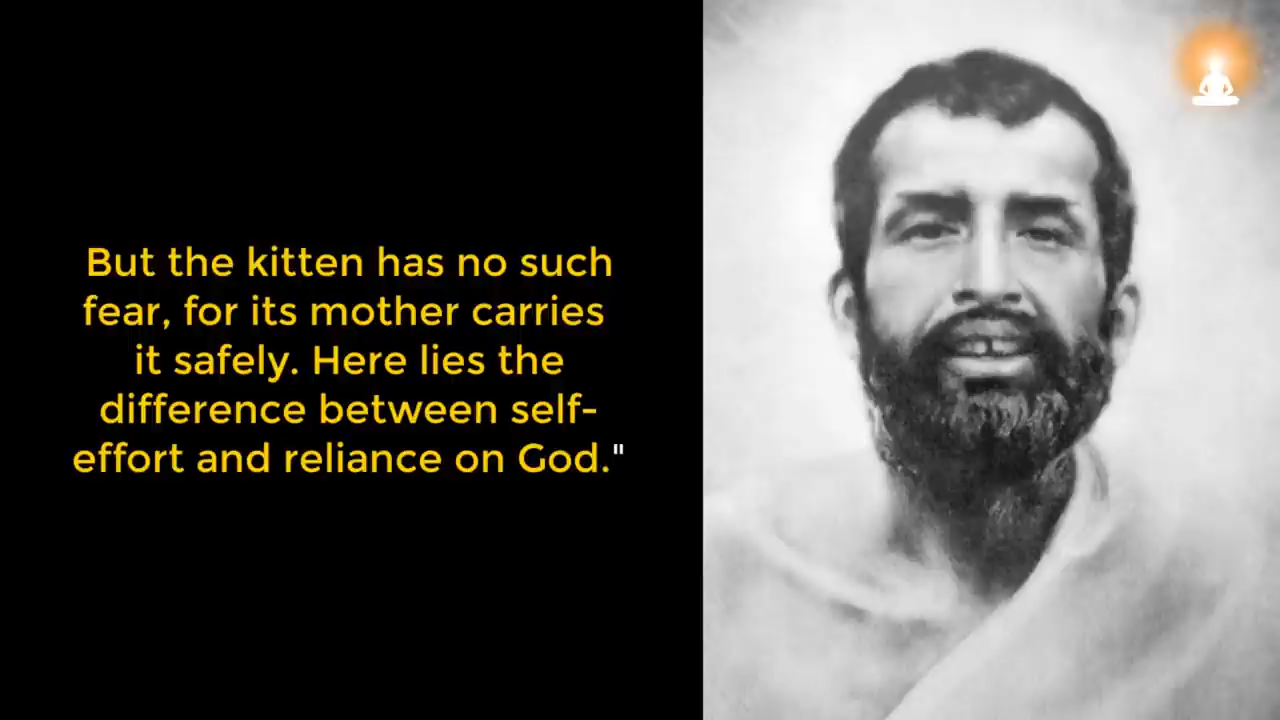 But the kitten has no such
fear, for its mother carries
it safely. Here lies the
difference between self-
effort and reliance on God."